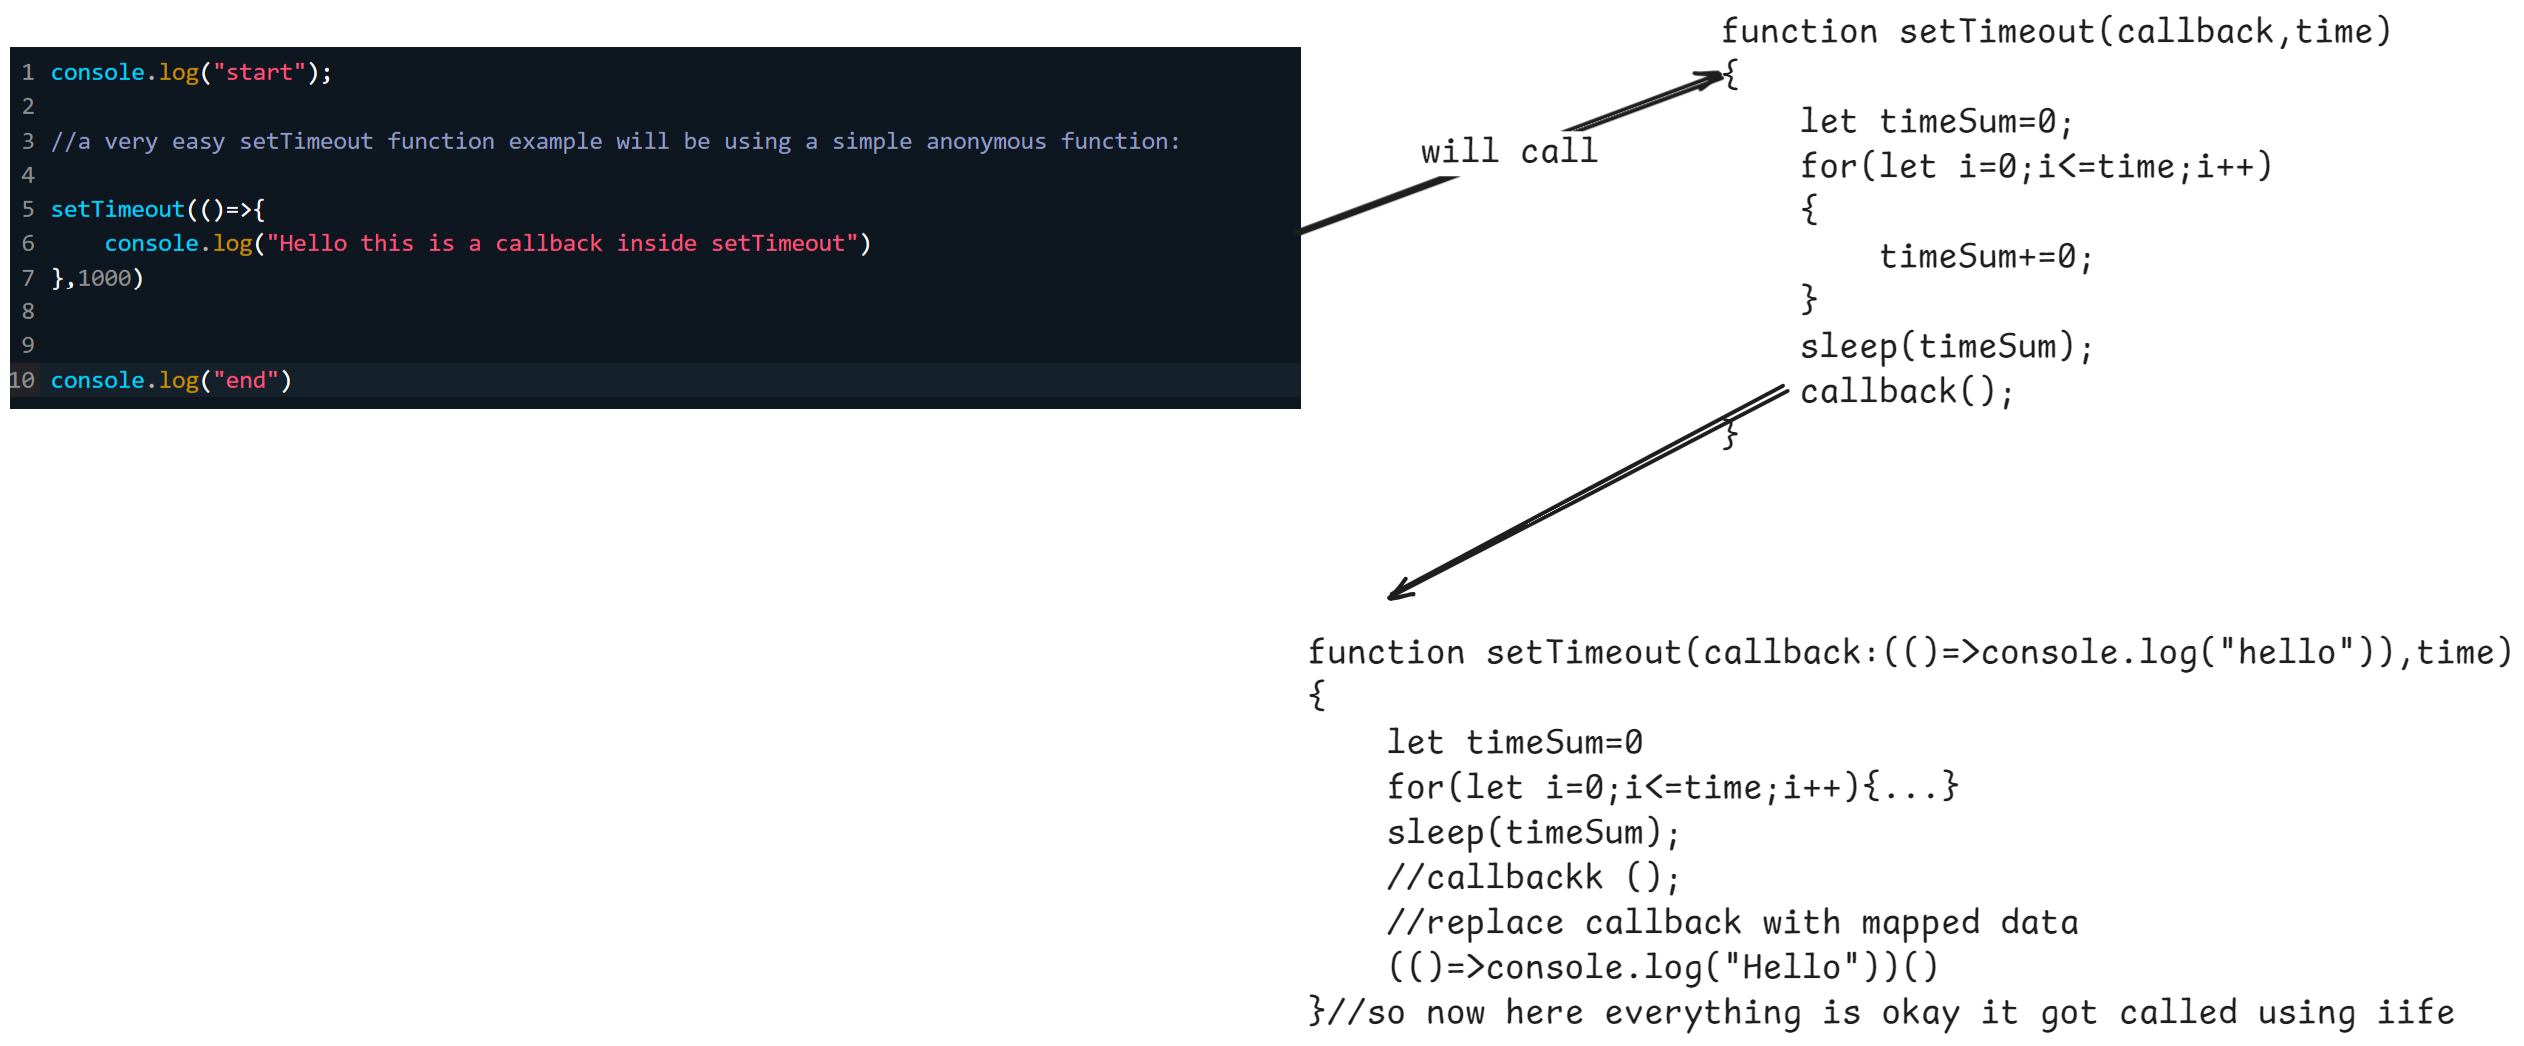 1 console.log("start");
2
3 //a very easy setTimeout function example will be using a simple anonymous function:
4
5 setTimeout(()=>{
6     console.log("Hello this is a callback inside setTimeout")
7 },1000)
8
9
10 console.log("end")
will call
function setTimeout(callback,time)
{
    let timeSum=0;
    for(let i=0;i<=time;i++)
    {
        timeSum+=0;
    }
    sleep(timeSum);
    callback();
}
function setTimeout(callback:(()=>console.log("hello")),time)
{
    let timeSum=0
    for(let i=0;i<=time;i++){...}
    sleep(timeSum);
    //callbackk ();
    //replace callback with mapped data
    (()=>console.log("Hello"))()
}//so now here everything is okay it got called using iife